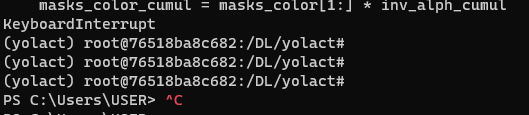 masks_color_cumul = masks_color[1:] * inv_alph_cumul
KeyboardInterrupt
(yolact) root@76518ba8c682:/DL/yolact#
(yolact) root@76518ba8c682:/DL/yolact#
(yolact) root@76518ba8c682:/DL/yolact#
PS C:\Users\USER> ^C